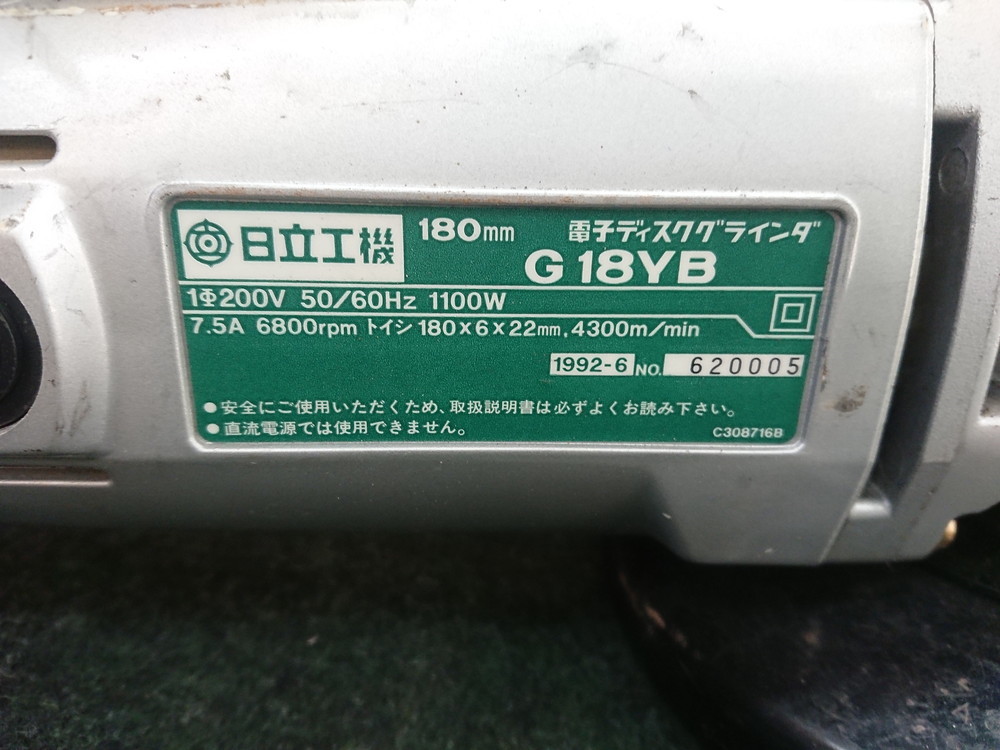 日立工機 180mm 電子ディスクグラインダ
G18YB
1Φ200V 50/60Hz 1100W
7.5A 6800rpm トイシ 180×6×22mm, 4300m/min
1992-6 NO. 620005
●安全にご使用いただくため、取扱説明書は必ずよくお読み下さい。
●直流電源では使用できません。
C308716B